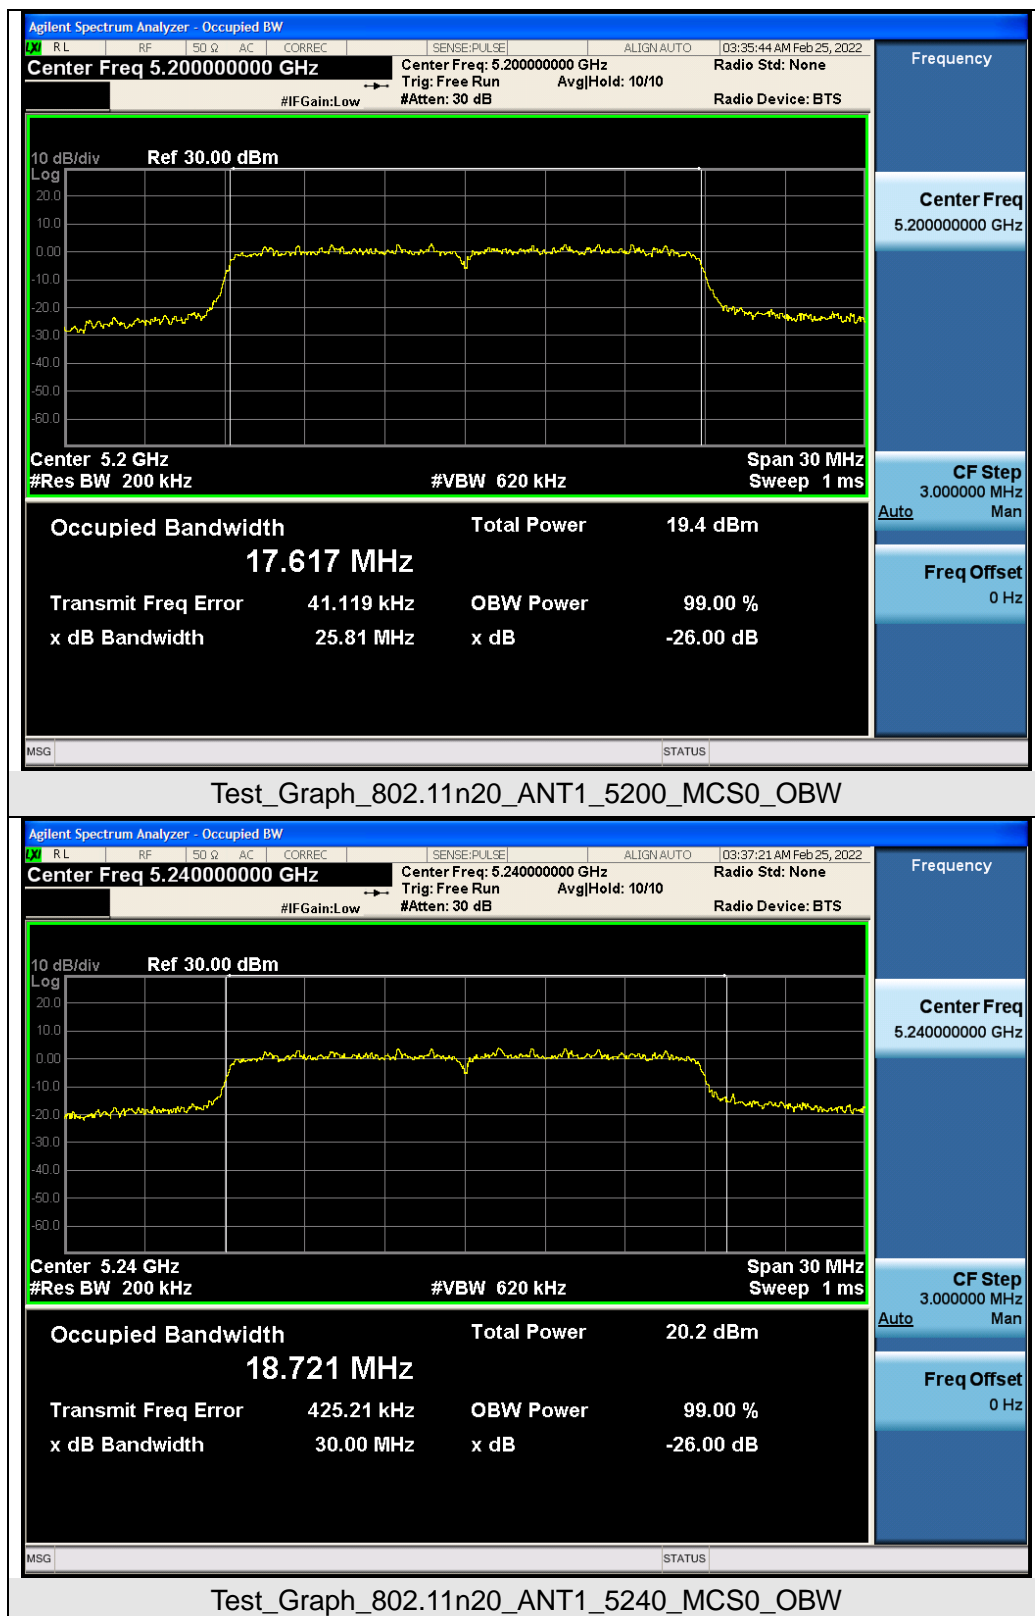 Agilent Spectrum Analyzer - Occupied BW
LXI RL RF 50 Ω AC CORREC SENSE:PULSE ALIGN AUTO 03:35:44 AM Feb 25, 2022
Center Freq 5.200000000 GHz Center Freq: 5.200000000 GHz Radio Std: None
Trig: Free Run Avg|Hold: 10/10
#IFGain:Low #Atten: 30 dB Radio Device: BTS
Frequency
10 dB/div Ref 30.00 dBm
Log
20.0
10.0
0.00
-10.0
-20.0
-30.0
-40.0
-50.0
-60.0
Center 5.2 GHz Span 30 MHz
#Res BW 200 kHz #VBW 620 kHz Sweep 1 ms
Center Freq
5.200000000 GHz
CF Step
3.000000 MHz
Auto Man
Freq Offset
0 Hz
Occupied Bandwidth Total Power 19.4 dBm
17.617 MHz
Transmit Freq Error 41.119 kHz OBW Power 99.00 %
x dB Bandwidth 25.81 MHz x dB -26.00 dB
MSG STATUS
Test_Graph_802.11n20_ANT1_5200_MCS0_OBW
Agilent Spectrum Analyzer - Occupied BW
LXI RL RF 50 Ω AC CORREC SENSE:PULSE ALIGN AUTO 03:37:21 AM Feb 25, 2022
Center Freq 5.240000000 GHz Center Freq: 5.240000000 GHz Radio Std: None
Trig: Free Run Avg|Hold: 10/10
#IFGain:Low #Atten: 30 dB Radio Device: BTS
Frequency
10 dB/div Ref 30.00 dBm
Log
20.0
10.0
0.00
-10.0
-20.0
-30.0
-40.0
-50.0
-60.0
Center 5.24 GHz Span 30 MHz
#Res BW 200 kHz #VBW 620 kHz Sweep 1 ms
Center Freq
5.240000000 GHz
CF Step
3.000000 MHz
Auto Man
Freq Offset
0 Hz
Occupied Bandwidth Total Power 20.2 dBm
18.721 MHz
Transmit Freq Error 425.21 kHz OBW Power 99.00 %
x dB Bandwidth 30.00 MHz x dB -26.00 dB
MSG STATUS
Test_Graph_802.11n20_ANT1_5240_MCS0_OBW